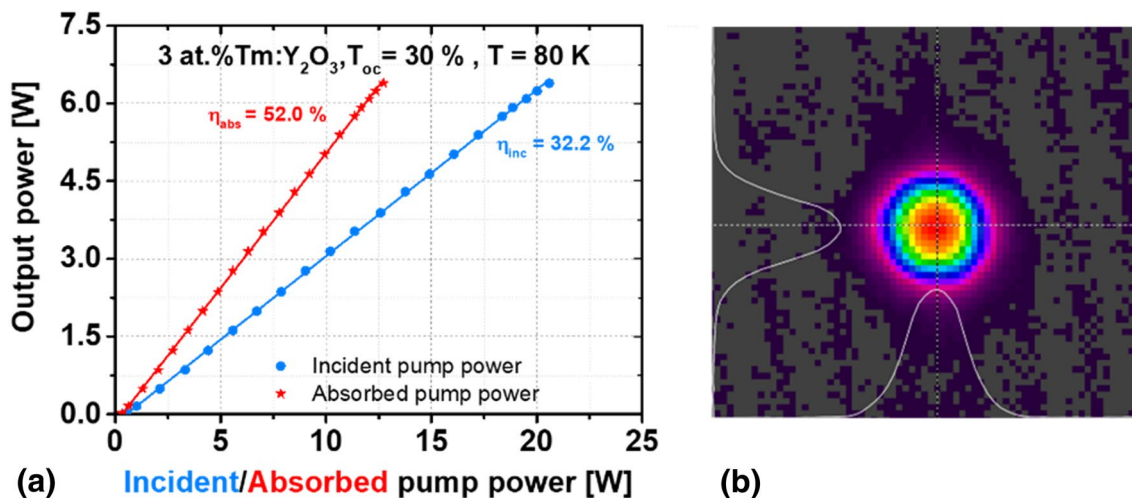 7.5
6.0
4.5
3.0
1.5
0.0
Output power [W]
3 at.%Tm:Y₂O₃,Tₒc = 30 % , T = 80 K
η_abs = 52.0 %
η_inc = 32.2 %
Incident pump power
Absorbed pump power
0 5 10 15 20 25
(a) Incident/Absorbed pump power [W] (b)